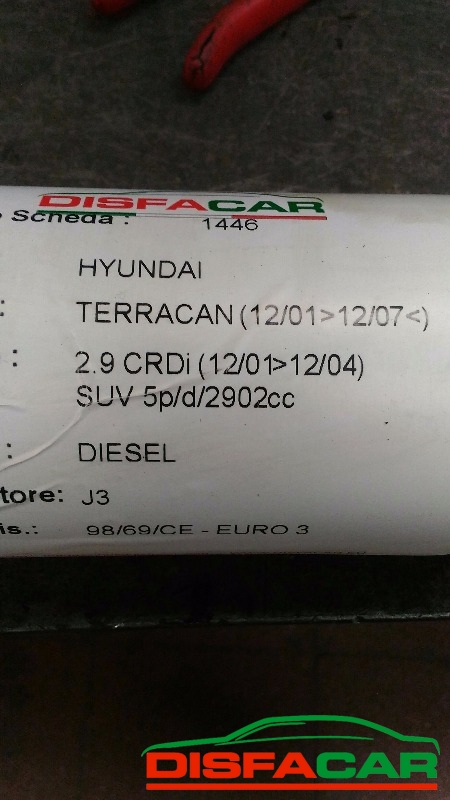 DISFACAR
Scheda : 1446
HYUNDAI
: TERRACAN (12/01>12/07<)
: 2.9 CRDi (12/01>12/04)
SUV 5p/d/2902cc
: DIESEL
tore: J3
is.: 98/69/CE - EURO 3
DISFACAR